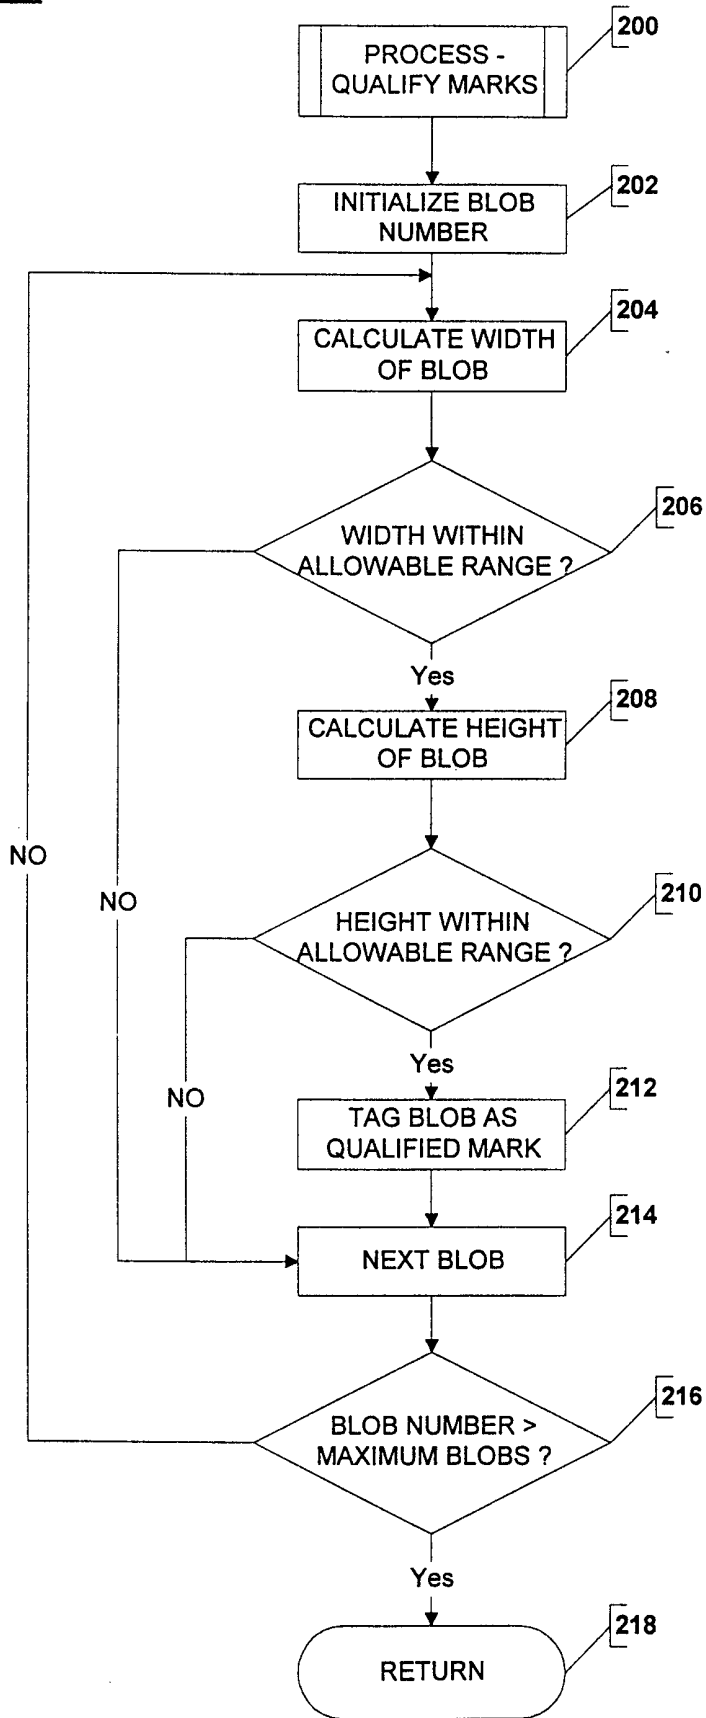 200
PROCESS -
QUALIFY MARKS
202
INITIALIZE BLOB
NUMBER
204
CALCULATE WIDTH
OF BLOB
206
WIDTH WITHIN
ALLOWABLE RANGE ?
Yes
208
CALCULATE HEIGHT
OF BLOB
NO
NO
210
HEIGHT WITHIN
ALLOWABLE RANGE ?
Yes
NO
212
TAG BLOB AS
QUALIFIED MARK
214
NEXT BLOB
216
BLOB NUMBER >
MAXIMUM BLOBS ?
Yes
218
RETURN